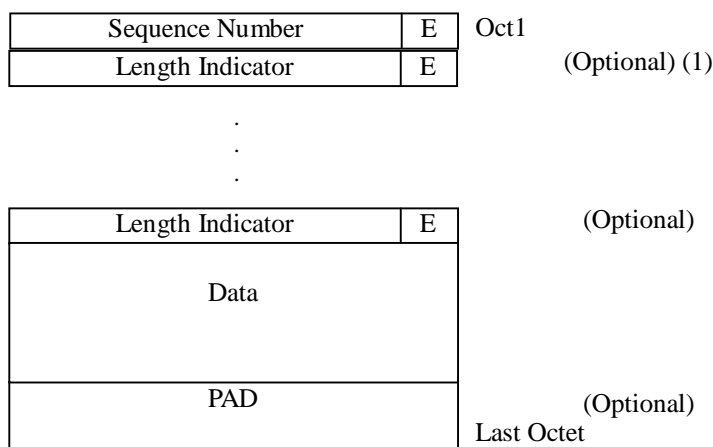 Sequence Number E Oct1
Length Indicator E (Optional) (1)
.
.
.
Length Indicator E (Optional)
Data
PAD (Optional)
Last Octet